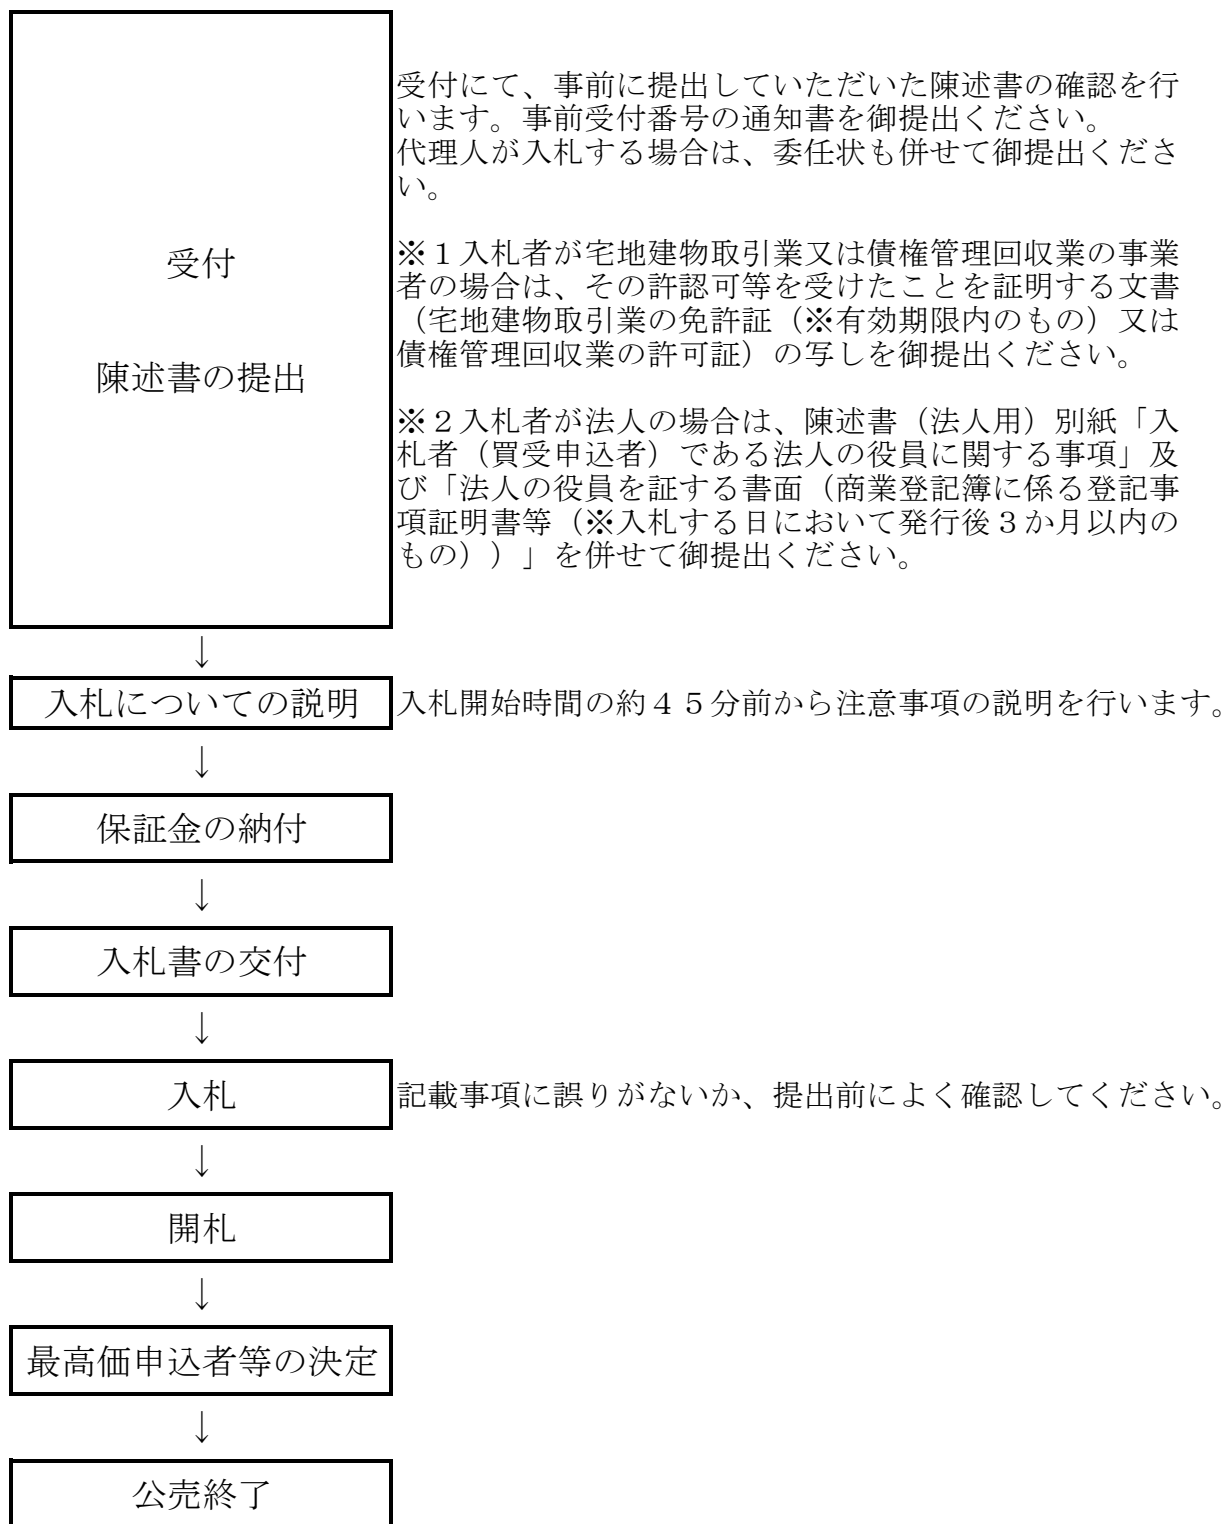 受付
陳述書の提出
受付にて、事前に提出していただいた陳述書の確認を行
います。事前受付番号の通知書を御提出ください。
代理人が入札する場合は、委任状も併せて御提出くださ
い。
※１入札者が宅地建物取引業又は債権管理回収業の事業
者の場合は、その許認可等を受けたことを証明する文書
（宅地建物取引業の免許証（※有効期限内のもの）又は
債権管理回収業の許可証）の写しを御提出ください。
※２入札者が法人の場合は、陳述書（法人用）別紙「入
札者（買受申込者）である法人の役員に関する事項」及
び「法人の役員を証する書面（商業登記簿に係る登記事
項証明書等（※入札する日において発行後３か月以内の
もの））」を併せて御提出ください。
↓
入札についての説明
入札開始時間の約４５分前から注意事項の説明を行います。
↓
保証金の納付
↓
入札書の交付
↓
入札
記載事項に誤りがないか、提出前によく確認してください。
↓
開札
↓
最高価申込者等の決定
↓
公売終了